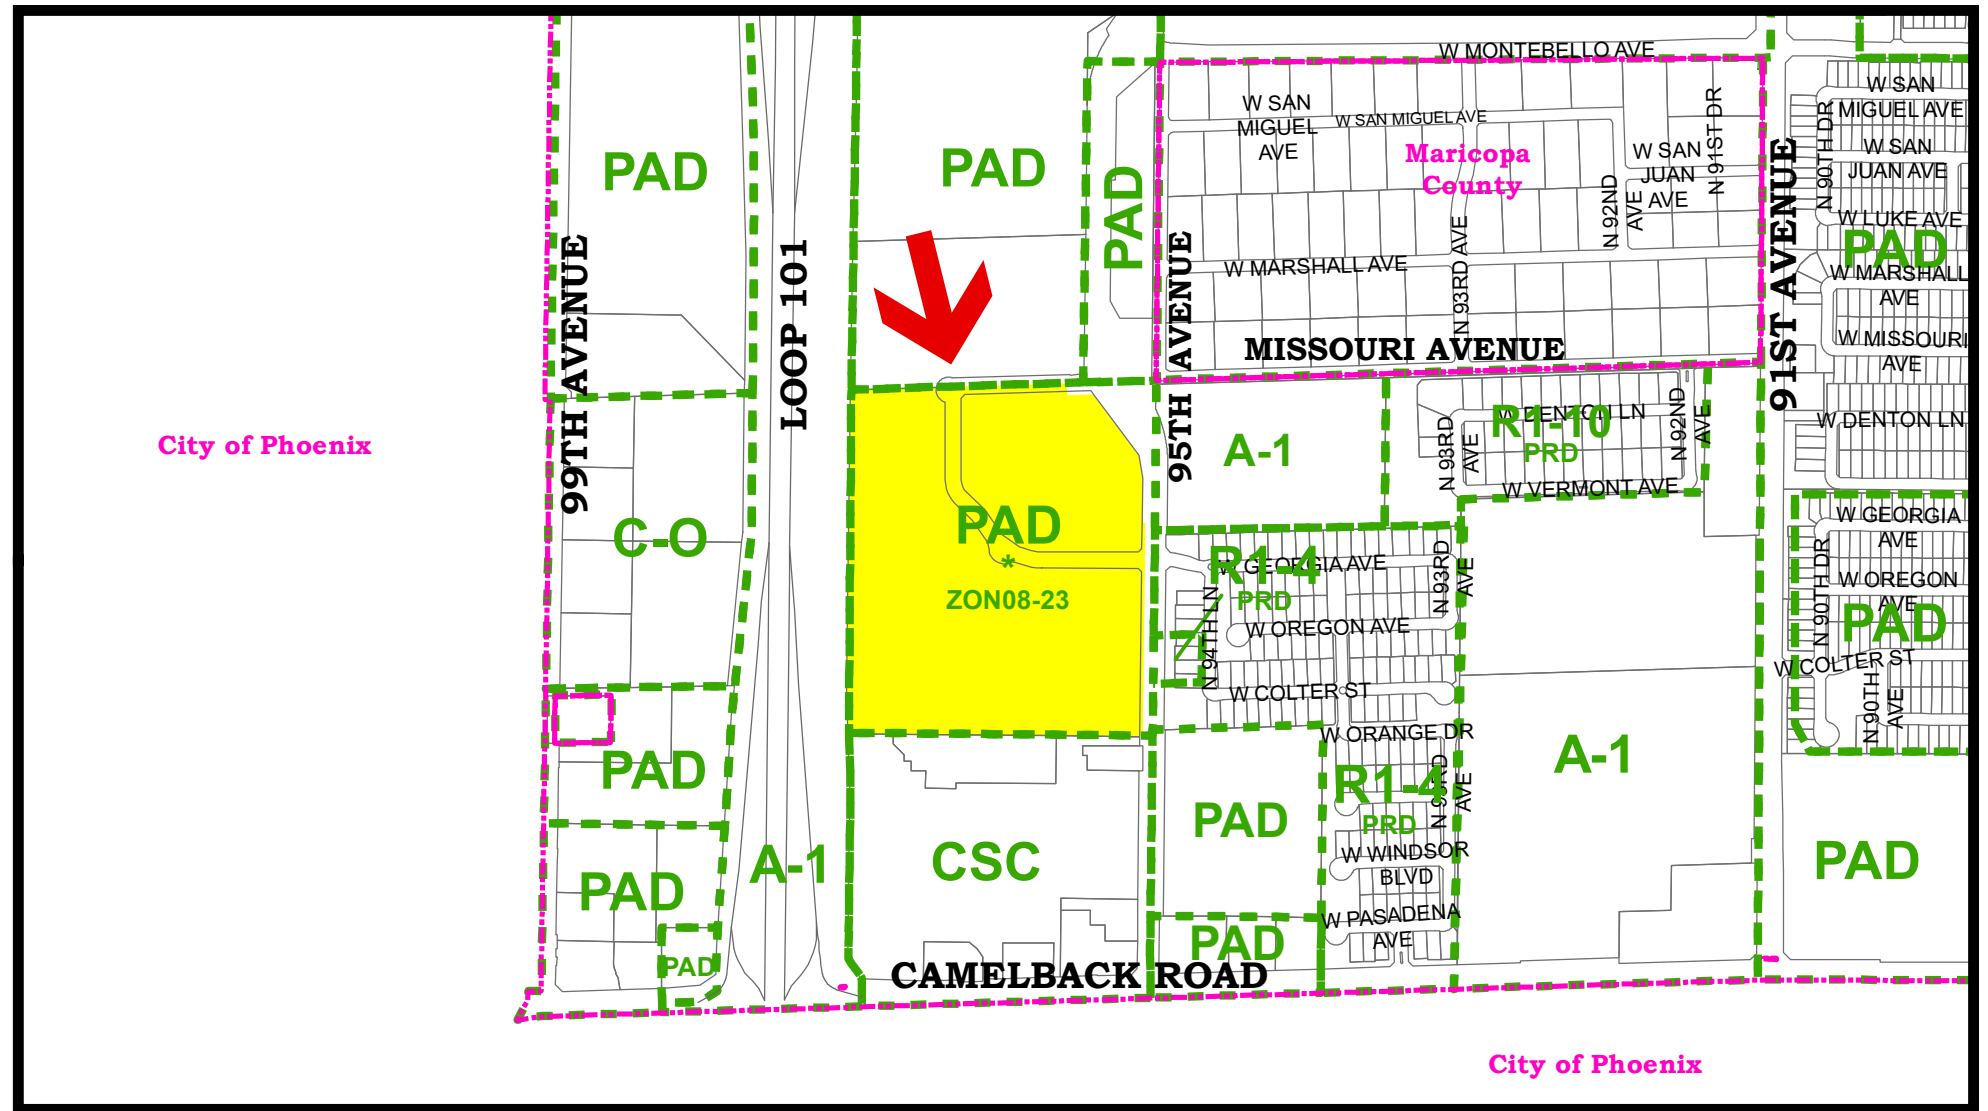 W MONTEBELLO AVE
W SAN
MIGUEL AVE
W SAN
MIGUEL
AVE
W SAN MIGUEL AVE
N 91ST DR
N 90TH DR
Maricopa
County
W SAN
JUAN
AVE
W SAN
JUAN AVE
PAD
PAD
PAD
N 92ND
AVE
91ST AVENUE
W LUKE AVE
PAD
N 93RD AVE
W MARSHALL AVE
W MARSHALL
AVE
99TH AVENUE
LOOP 101
95TH AVENUE
MISSOURI AVENUE
W MISSOURI
AVE
City of Phoenix
W DENTON LN
R1-10
PRD
N 92ND
AVE
W DENTON LN
A-1
N 93RD
AVE
W VERMONT AVE
C-O
PAD
*
ZON08-23
W GEORGIA
AVE
W GEORGIA AVE
R1-4
PRD
N 93RD
AVE
N 90TH DR
W OREGON
AVE
PAD
N 94TH LN
W OREGON AVE
W COLTER ST
W COLTER ST
N 90TH
AVE
W ORANGE DR
PAD
A-1
R1-4
PRD
N 93RD
AVE
PAD
W WINDSOR
BLVD
PAD
A-1
CSC
PAD
W PASADENA
AVE
PAD
PAD
CAMELBACK ROAD
City of Phoenix